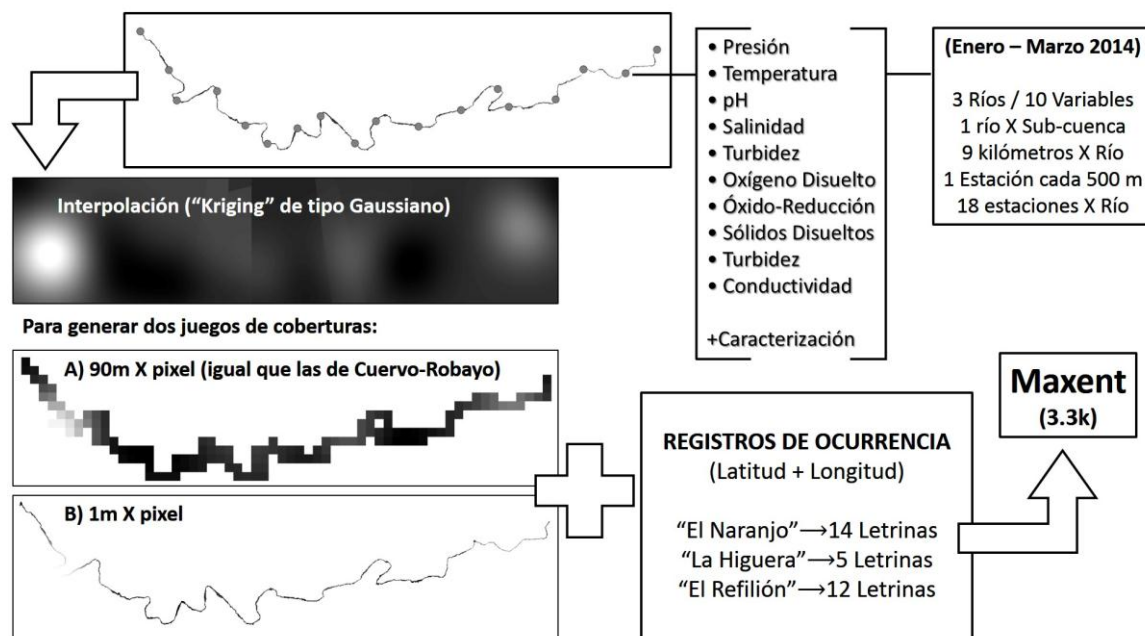 • Presión
• Temperatura
• pH
• Salinidad
• Turbidez
• Oxígeno Disuelto
• Óxido-Reducción
• Sólidos Disueltos
• Turbidez
• Conductividad
+Caracterización
(Enero – Marzo 2014)
3 Ríos / 10 Variables
1 río X Sub-cuenca
9 kilómetros X Río
1 Estación cada 500 m
18 estaciones X Río
Interpolación (“Kriging” de tipo Gaussiano)
Para generar dos juegos de coberturas:
A) 90m X pixel (igual que las de Cuervo-Robayo)
B) 1m X pixel
REGISTROS DE OCURRENCIA
(Latitud + Longitud)
“El Naranjo”→14 Letrinas
“La Higuera”→5 Letrinas
“El Refilión”→12 Letrinas
Maxent
(3.3k)